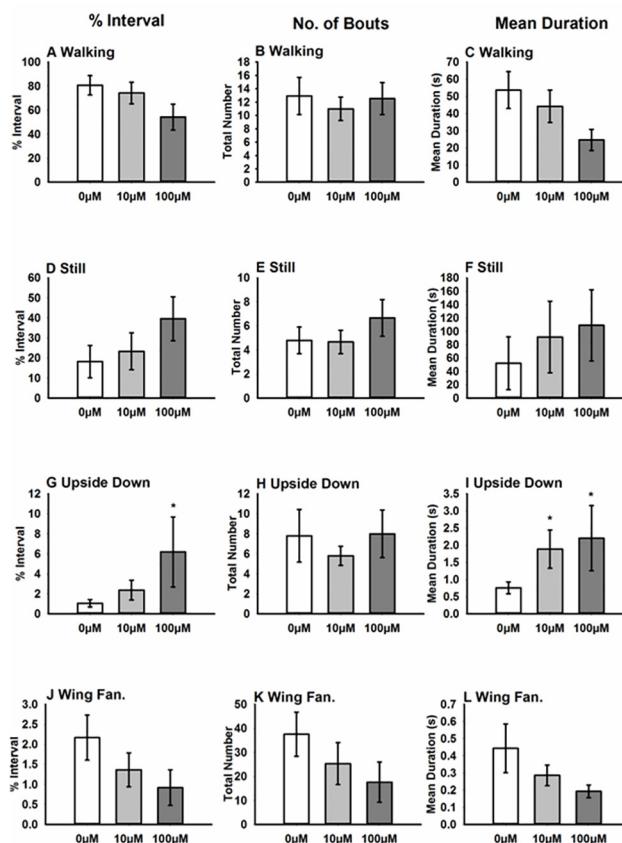 % Interval No. of Bouts Mean Duration
A Walking
% Interval
100
80
60
40
20
0
0µM 10µM 100µM
B Walking
Total Number
18
16
14
12
10
8
6
4
2
0
0µM 10µM 100µM
C Walking
Mean Duration (s)
70
60
50
40
30
20
10
0
0µM 10µM 100µM
D Still
% Interval
60
50
40
30
20
10
0
0µM 10µM 100µM
E Still
Total Number
10
8
6
4
2
0
0µM 10µM 100µM
F Still
Mean Duration (s)
180
160
140
120
100
80
60
40
20
0
0µM 10µM 100µM
G Upside Down
% Interval
12
10
8
6
4
2
0
*
0µM 10µM 100µM
H Upside Down
Total Number
12
10
8
6
4
2
0
0µM 10µM 100µM
I Upside Down
Mean Duration (s)
3.5
3.0
2.5
2.0
1.5
1.0
0.5
0.0
* *
0µM 10µM 100µM
J Wing Fan.
% Interval
3.0
2.5
2.0
1.5
1.0
0.5
0.0
0µM 10µM 100µM
K Wing Fan.
Total Number
50
40
30
20
10
0
0µM 10µM 100µM
L Wing Fan.
Mean Duration (s)
0.7
0.6
0.5
0.4
0.3
0.2
0.1
0.0
0µM 10µM 100µM